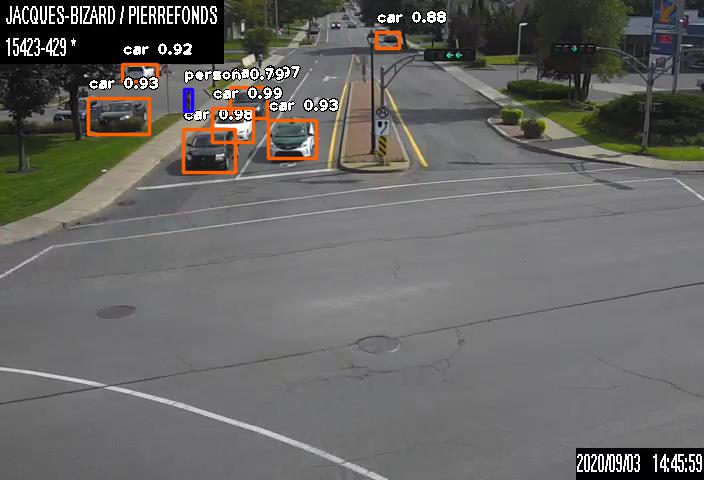 JACQUES-BIZARD / PIERREFONDS
15423-429 *
car 0.88
car 0.92
car 0.93
person 0.79
car 0.99
car 0.93
car 0.98
2020/09/03 14:45:59